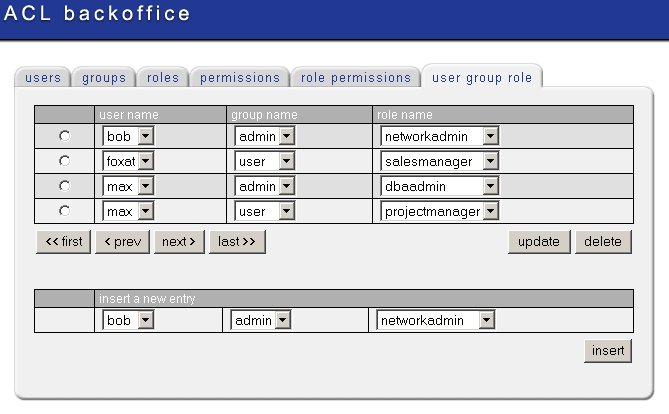 ACL backoffice
users groups roles permissions role permissions user group role
user name group name role name
bob admin networkadmin
foxat user salesmanager
max admin dbaadmin
max user projectmanager
<< first < prev next > last >> update delete
insert a new entry
bob admin networkadmin
insert